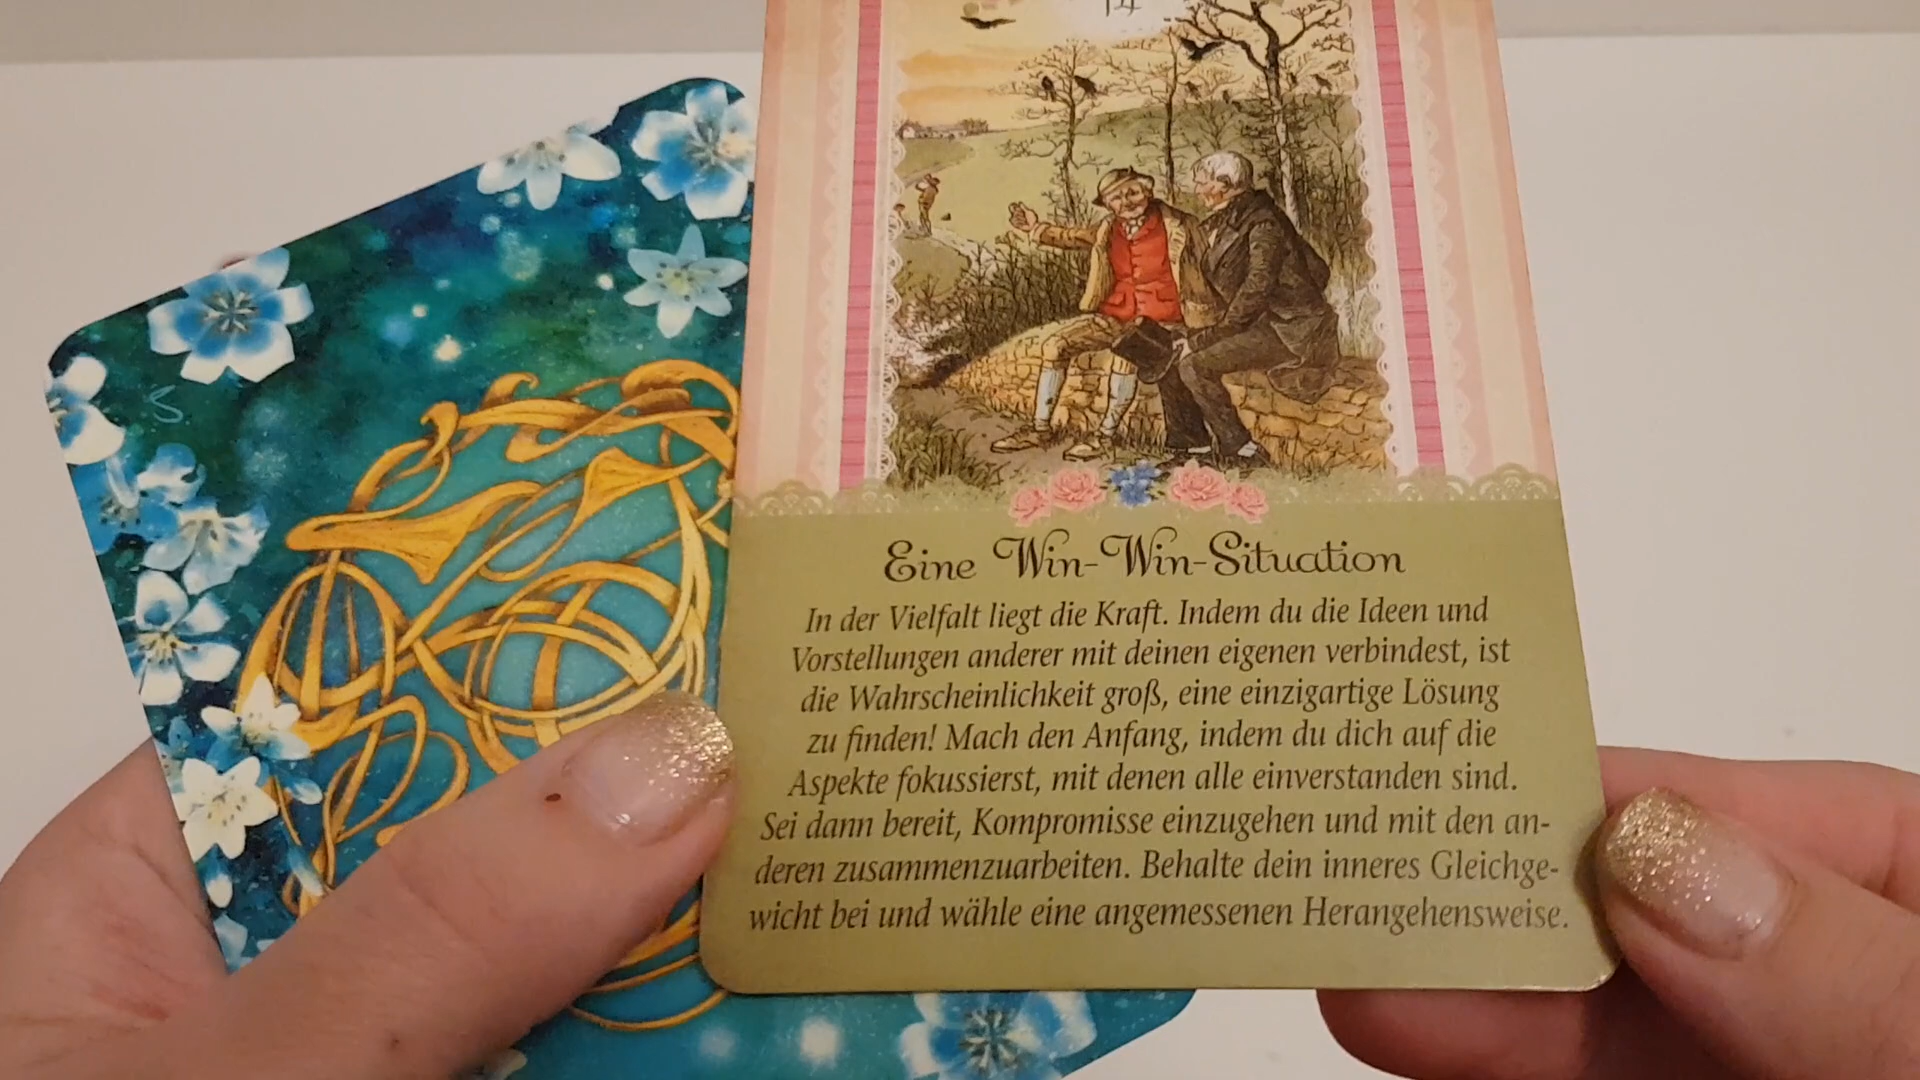 14
Eine Win-Win-Situation
In der Vielfalt liegt die Kraft. Indem du die Ideen und
Vorstellungen anderer mit deinen eigenen verbindest, ist
die Wahrscheinlichkeit groß, eine einzigartige Lösung
zu finden! Mach den Anfang, indem du dich auf die
Aspekte fokussierst, mit denen alle einverstanden sind.
Sei dann bereit, Kompromisse einzugehen und mit den an-
deren zusammenzuarbeiten. Behalte dein inneres Gleichge-
wicht bei und wähle eine angemessenen Herangehensweise.